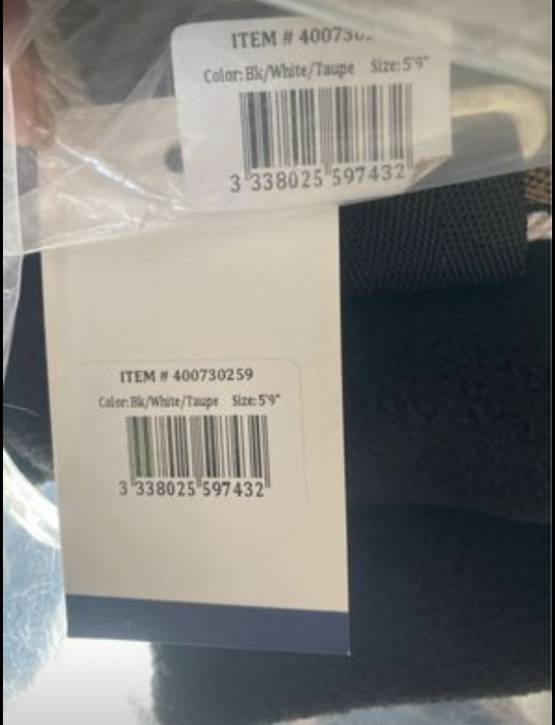 ITEM #
Color: Bk/White/Taupe Size: 5'9"
3 338025 597432
ITEM # 400730259
Color: Bk/White/Taupe Size: 5'9"
3 338025 597432